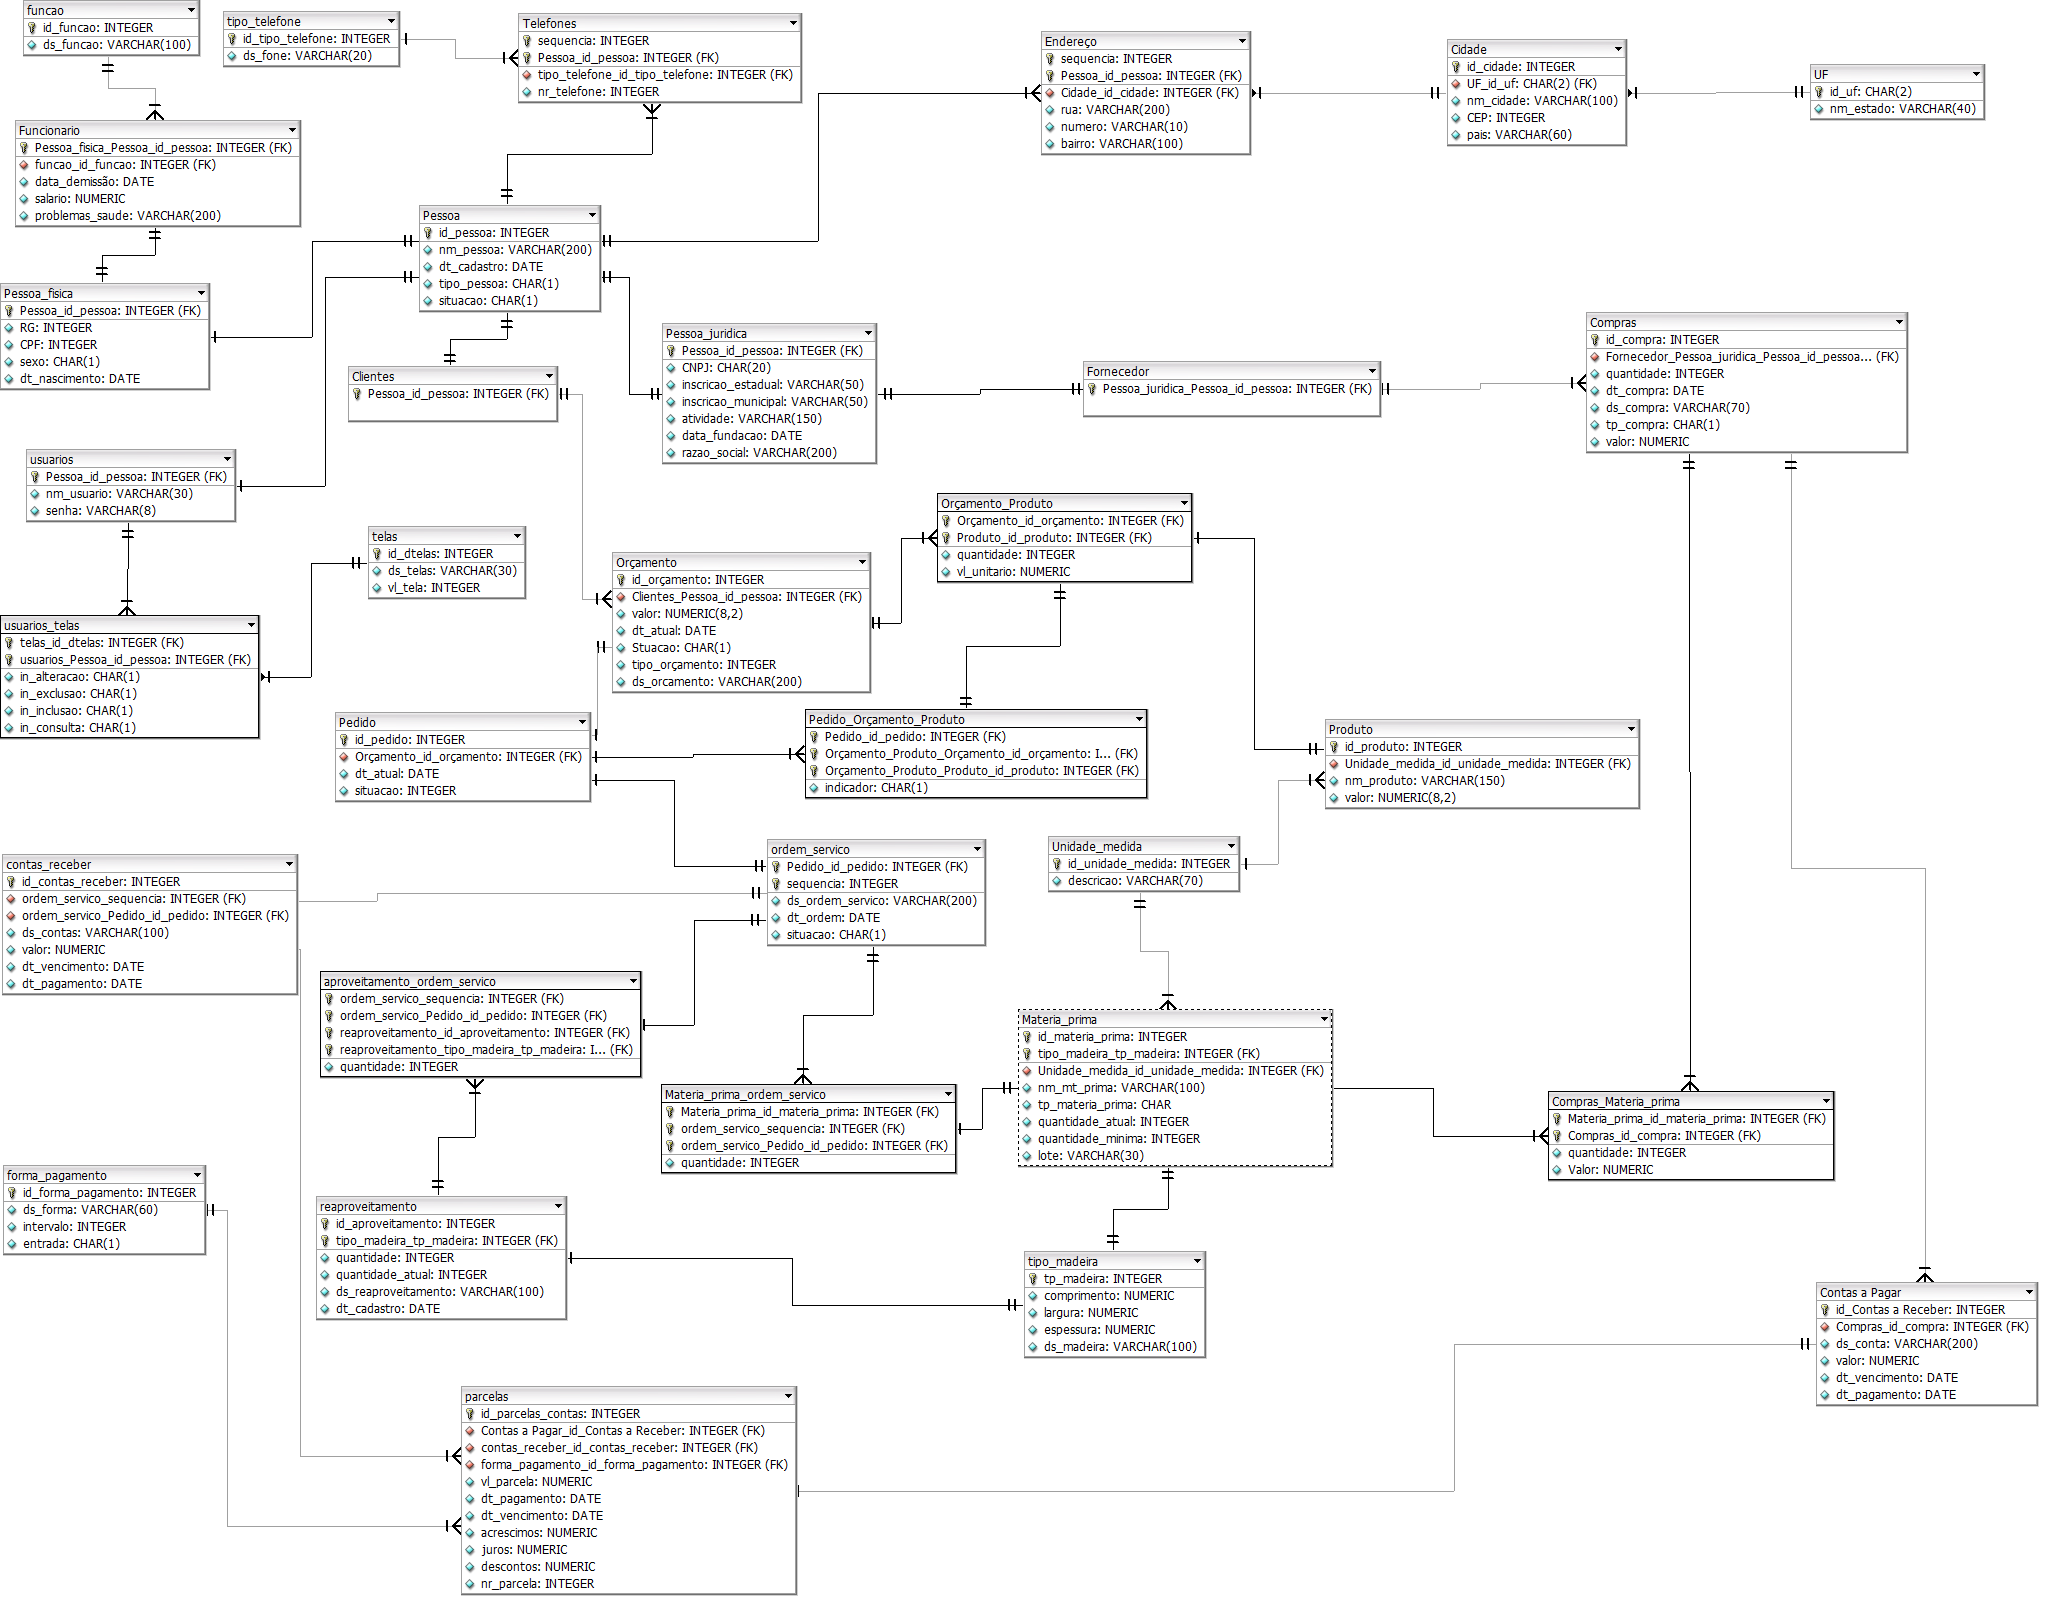 funcao
id_funcao: INTEGER
ds_funcao: VARCHAR(100)
tipo_telefone
id_tipo_telefone: INTEGER
ds_fone: VARCHAR(20)
Telefones
sequencia: INTEGER
Pessoa_id_pessoa: INTEGER (FK)
tipo_telefone_id_tipo_telefone: INTEGER (FK)
nr_telefone: INTEGER
Endereço
sequencia: INTEGER
Pessoa_id_pessoa: INTEGER (FK)
Cidade_id_cidade: INTEGER (FK)
rua: VARCHAR(200)
numero: VARCHAR(10)
bairro: VARCHAR(100)
Cidade
id_cidade: INTEGER
UF_id_uf: CHAR(2) (FK)
nm_cidade: VARCHAR(100)
CEP: INTEGER
pais: VARCHAR(60)
UF
id_uf: CHAR(2)
nm_estado: VARCHAR(40)
Funcionario
Pessoa_fisica_Pessoa_id_pessoa: INTEGER (FK)
funcao_id_funcao: INTEGER (FK)
data_demissão: DATE
salario: NUMERIC
problemas_saude: VARCHAR(200)
Pessoa
id_pessoa: INTEGER
nm_pessoa: VARCHAR(200)
dt_cadastro: DATE
tipo_pessoa: CHAR(1)
situacao: CHAR(1)
Pessoa_fisica
Pessoa_id_pessoa: INTEGER (FK)
RG: INTEGER
CPF: INTEGER
sexo: CHAR(1)
dt_nascimento: DATE
Clientes
Pessoa_id_pessoa: INTEGER (FK)
Pessoa_juridica
Pessoa_id_pessoa: INTEGER (FK)
CNPJ: CHAR(20)
inscricao_estadual: VARCHAR(50)
inscricao_municipal: VARCHAR(50)
atividade: VARCHAR(150)
data_fundacao: DATE
razao_social: VARCHAR(200)
Fornecedor
Pessoa_juridica_Pessoa_id_pessoa: INTEGER (FK)
Compras
id_compra: INTEGER
Fornecedor_Pessoa_juridica_Pessoa_id_pessoa... (FK)
quantidade: INTEGER
dt_compra: DATE
ds_compra: VARCHAR(70)
tp_compra: CHAR(1)
valor: NUMERIC
usuarios
Pessoa_id_pessoa: INTEGER (FK)
nm_usuario: VARCHAR(30)
senha: VARCHAR(8)
telas
id_dtelas: INTEGER
ds_telas: VARCHAR(30)
vl_tela: INTEGER
Orçamento
id_orçamento: INTEGER
Clientes_Pessoa_id_pessoa: INTEGER (FK)
valor: NUMERIC(8,2)
dt_atual: DATE
Stuacao: CHAR(1)
tipo_orçamento: INTEGER
ds_orcamento: VARCHAR(200)
Orçamento_Produto
Orçamento_id_orçamento: INTEGER (FK)
Produto_id_produto: INTEGER (FK)
quantidade: INTEGER
vl_unitario: NUMERIC
usuarios_telas
telas_id_dtelas: INTEGER (FK)
usuarios_Pessoa_id_pessoa: INTEGER (FK)
in_alteracao: CHAR(1)
in_exclusao: CHAR(1)
in_inclusao: CHAR(1)
in_consulta: CHAR(1)
Pedido
id_pedido: INTEGER
Orçamento_id_orçamento: INTEGER (FK)
dt_atual: DATE
situacao: INTEGER
Pedido_Orçamento_Produto
Pedido_id_pedido: INTEGER (FK)
Orçamento_Produto_Orçamento_id_orçamento: I... (FK)
Orçamento_Produto_Produto_id_produto: INTEGER (FK)
indicador: CHAR(1)
Produto
id_produto: INTEGER
Unidade_medida_id_unidade_medida: INTEGER (FK)
nm_produto: VARCHAR(150)
valor: NUMERIC(8,2)
contas_receber
id_contas_receber: INTEGER
ordem_servico_sequencia: INTEGER (FK)
ordem_servico_Pedido_id_pedido: INTEGER (FK)
ds_contas: VARCHAR(100)
valor: NUMERIC
dt_vencimento: DATE
dt_pagamento: DATE
ordem_servico
Pedido_id_pedido: INTEGER (FK)
sequencia: INTEGER
ds_ordem_servico: VARCHAR(200)
dt_ordem: DATE
situacao: CHAR(1)
Unidade_medida
id_unidade_medida: INTEGER
descricao: VARCHAR(70)
aproveitamento_ordem_servico
ordem_servico_sequencia: INTEGER (FK)
ordem_servico_Pedido_id_pedido: INTEGER (FK)
reaproveitamento_id_aproveitamento: INTEGER (FK)
reaproveitamento_tipo_madeira_tp_madeira: I... (FK)
quantidade: INTEGER
Materia_prima
id_materia_prima: INTEGER
tipo_madeira_tp_madeira: INTEGER (FK)
Unidade_medida_id_unidade_medida: INTEGER (FK)
nm_mt_prima: VARCHAR(100)
tp_materia_prima: CHAR
quantidade_atual: INTEGER
quantidade_minima: INTEGER
lote: VARCHAR(30)
Materia_prima_ordem_servico
Materia_prima_id_materia_prima: INTEGER (FK)
ordem_servico_sequencia: INTEGER (FK)
ordem_servico_Pedido_id_pedido: INTEGER (FK)
quantidade: INTEGER
Compras_Materia_prima
Materia_prima_id_materia_prima: INTEGER (FK)
Compras_id_compra: INTEGER (FK)
quantidade: INTEGER
Valor: NUMERIC
forma_pagamento
id_forma_pagamento: INTEGER
ds_forma: VARCHAR(60)
intervalo: INTEGER
entrada: CHAR(1)
reaproveitamento
id_aproveitamento: INTEGER
tipo_madeira_tp_madeira: INTEGER (FK)
quantidade: INTEGER
quantidade_atual: INTEGER
ds_reaproveitamento: VARCHAR(100)
dt_cadastro: DATE
tipo_madeira
tp_madeira: INTEGER
comprimento: NUMERIC
largura: NUMERIC
espessura: NUMERIC
ds_madeira: VARCHAR(100)
Contas a Pagar
id_Contas a Receber: INTEGER
Compras_id_compra: INTEGER (FK)
ds_conta: VARCHAR(200)
valor: NUMERIC
dt_vencimento: DATE
dt_pagamento: DATE
parcelas
id_parcelas_contas: INTEGER
Contas a Pagar_id_Contas a Receber: INTEGER (FK)
contas_receber_id_contas_receber: INTEGER (FK)
forma_pagamento_id_forma_pagamento: INTEGER (FK)
vl_parcela: NUMERIC
dt_pagamento: DATE
dt_vencimento: DATE
acrescimos: NUMERIC
juros: NUMERIC
descontos: NUMERIC
nr_parcela: INTEGER